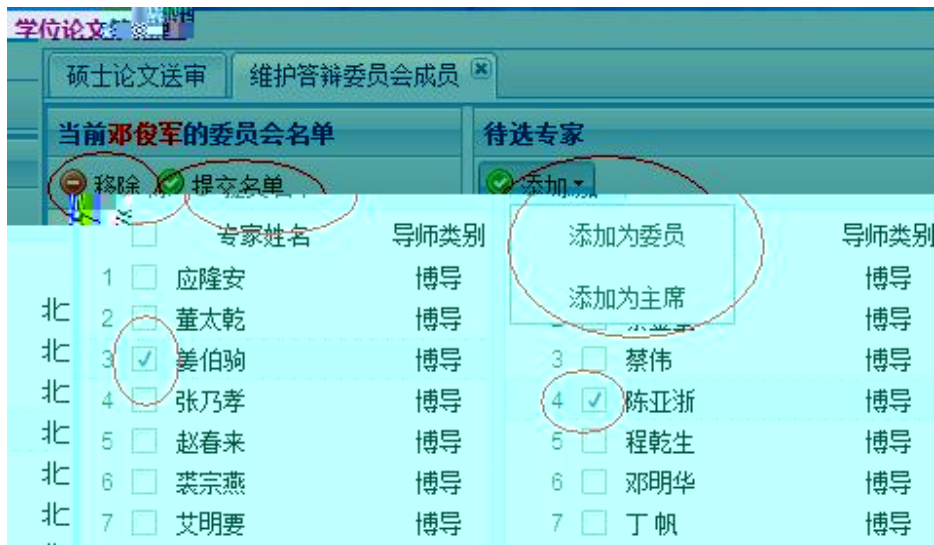 学位论文
硕士论文送审 维护答辩委员会成员
当前邓俊军的委员会名单 待选专家
移除 提交名单 添加
专家姓名 导师类别 添加为委员 导师类别
1 应隆安 博导 博导
添加为主席
北 2 董太乾 博导 博导
北 3 姜伯驹 博导 3 蔡伟 博导
北 4 张乃孝 博导 4 陈亚浙 博导
北 5 赵春来 博导 5 程乾生 博导
北 6 裘宗燕 博导 6 邓明华 博导
北 7 艾明要 博导 7 丁帆 博导